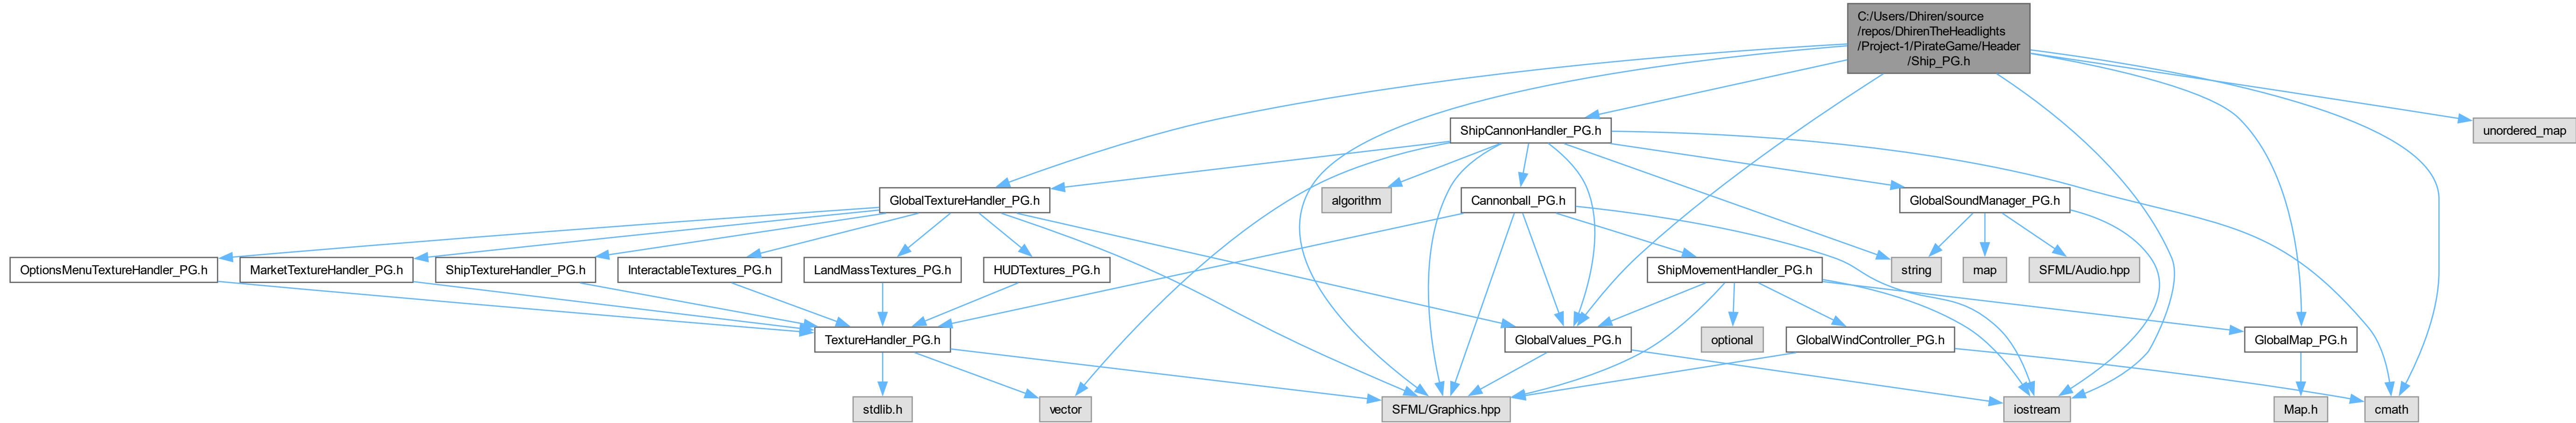 C:/Users/Dhiren/source
/repos/DhirenTheHeadlights
/Project-1/PirateGame/Header
/Ship_PG.h
ShipCannonHandler_PG.h
unordered_map
GlobalTextureHandler_PG.h
algorithm
Cannonball_PG.h
GlobalSoundManager_PG.h
OptionsMenuTextureHandler_PG.h
MarketTextureHandler_PG.h
ShipTextureHandler_PG.h
InteractableTextures_PG.h
LandMassTextures_PG.h
HUDTextures_PG.h
ShipMovementHandler_PG.h
string
map
SFML/Audio.hpp
TextureHandler_PG.h
GlobalValues_PG.h
optional
GlobalWindController_PG.h
GlobalMap_PG.h
stdlib.h
vector
SFML/Graphics.hpp
iostream
Map.h
cmath